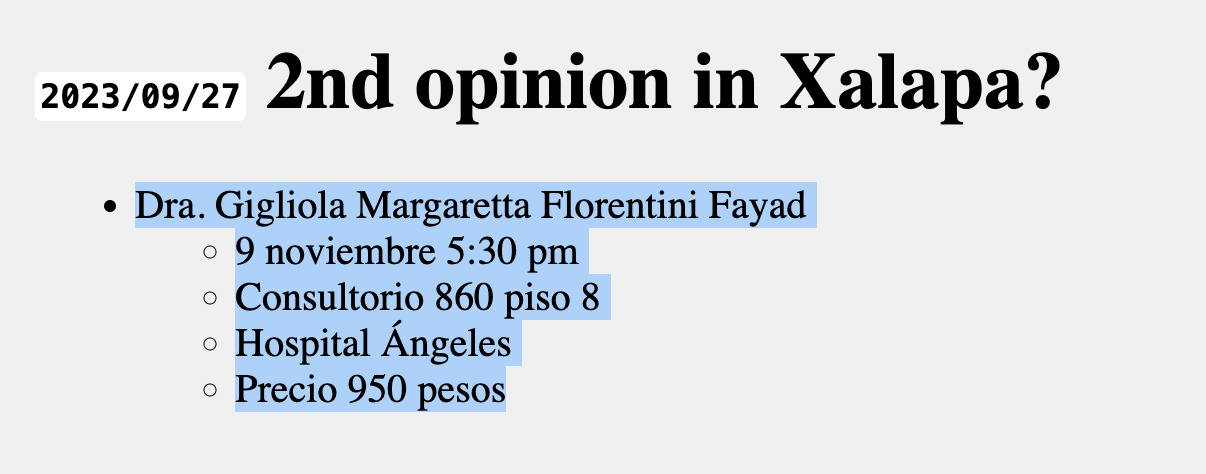 2023/09/27 2nd opinion in Xalapa?
Dra. Gigliola Margaretta Florentini Fayad
9 noviembre 5:30 pm
Consultorio 860 piso 8
Hospital Ángeles
Precio 950 pesos